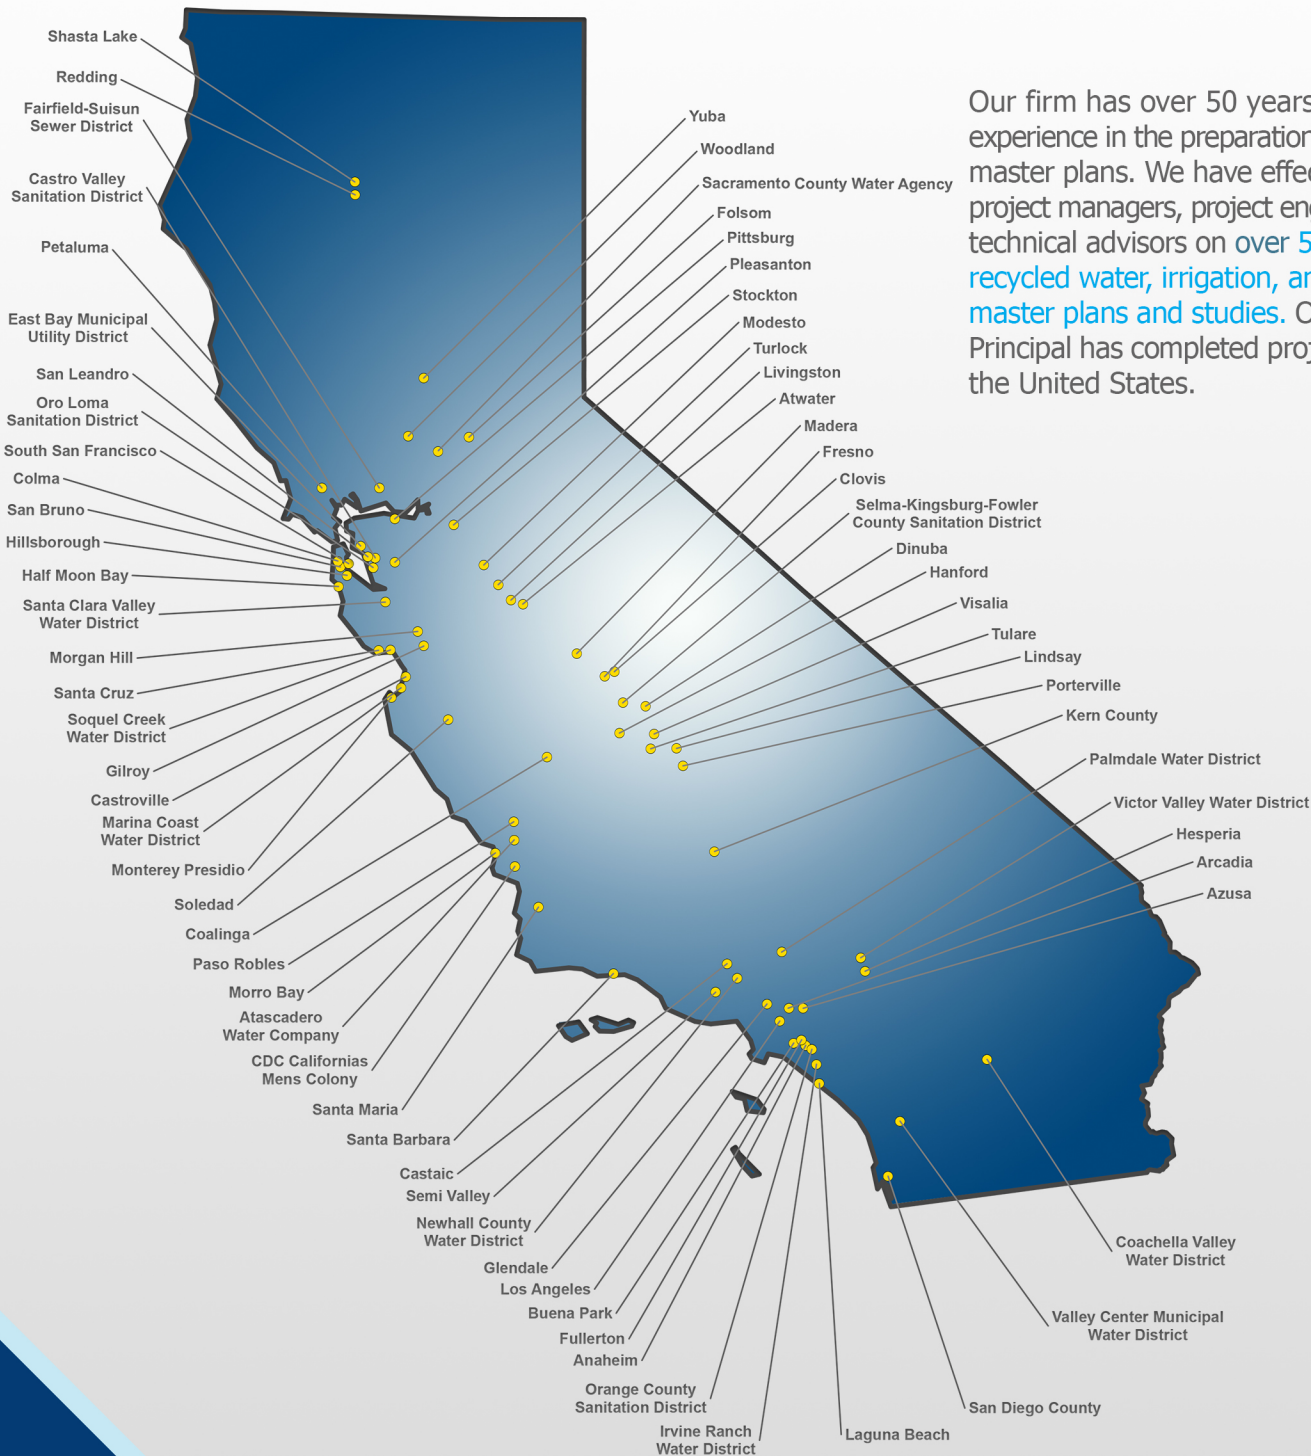 Shasta Lake
Redding
Fairfield-Suisun
Sewer District
Castro Valley
Sanitation District
Petaluma
East Bay Municipal
Utility District
San Leandro
Oro Loma
Sanitation District
South San Francisco
Colma
San Bruno
Hillsborough
Half Moon Bay
Santa Clara Valley
Water District
Morgan Hill
Santa Cruz
Soquel Creek
Water District
Gilroy
Castroville
Marina Coast
Water District
Monterey Presidio
Soledad
Coalinga
Paso Robles
Morro Bay
Atascadero
Water Company
CDC Californias
Mens Colony
Santa Maria
Santa Barbara
Castaic
Semi Valley
Newhall County
Water District
Glendale
Los Angeles
Buena Park
Fullerton
Anaheim
Orange County
Sanitation District
Irvine Ranch
Water District
Laguna Beach
San Diego County
Valley Center Municipal
Water District
Coachella Valley
Water District
Yuba
Woodland
Sacramento County Water Agency
Folsom
Pittsburg
Pleasanton
Stockton
Modesto
Turlock
Livingston
Atwater
Madera
Fresno
Clovis
Selma-Kingsburg-Fowler
County Sanitation District
Dinuba
Hanford
Visalia
Tulare
Lindsay
Porterville
Kern County
Palmdale Water District
Victor Valley Water District
Hesperia
Arcadia
Azusa
Our firm has over 50 years
experience in the preparation
master plans. We have
project managers, project
technical advisors on over
recycled water, irrigation,
master plans and studies.
Principal has completed
the United States.